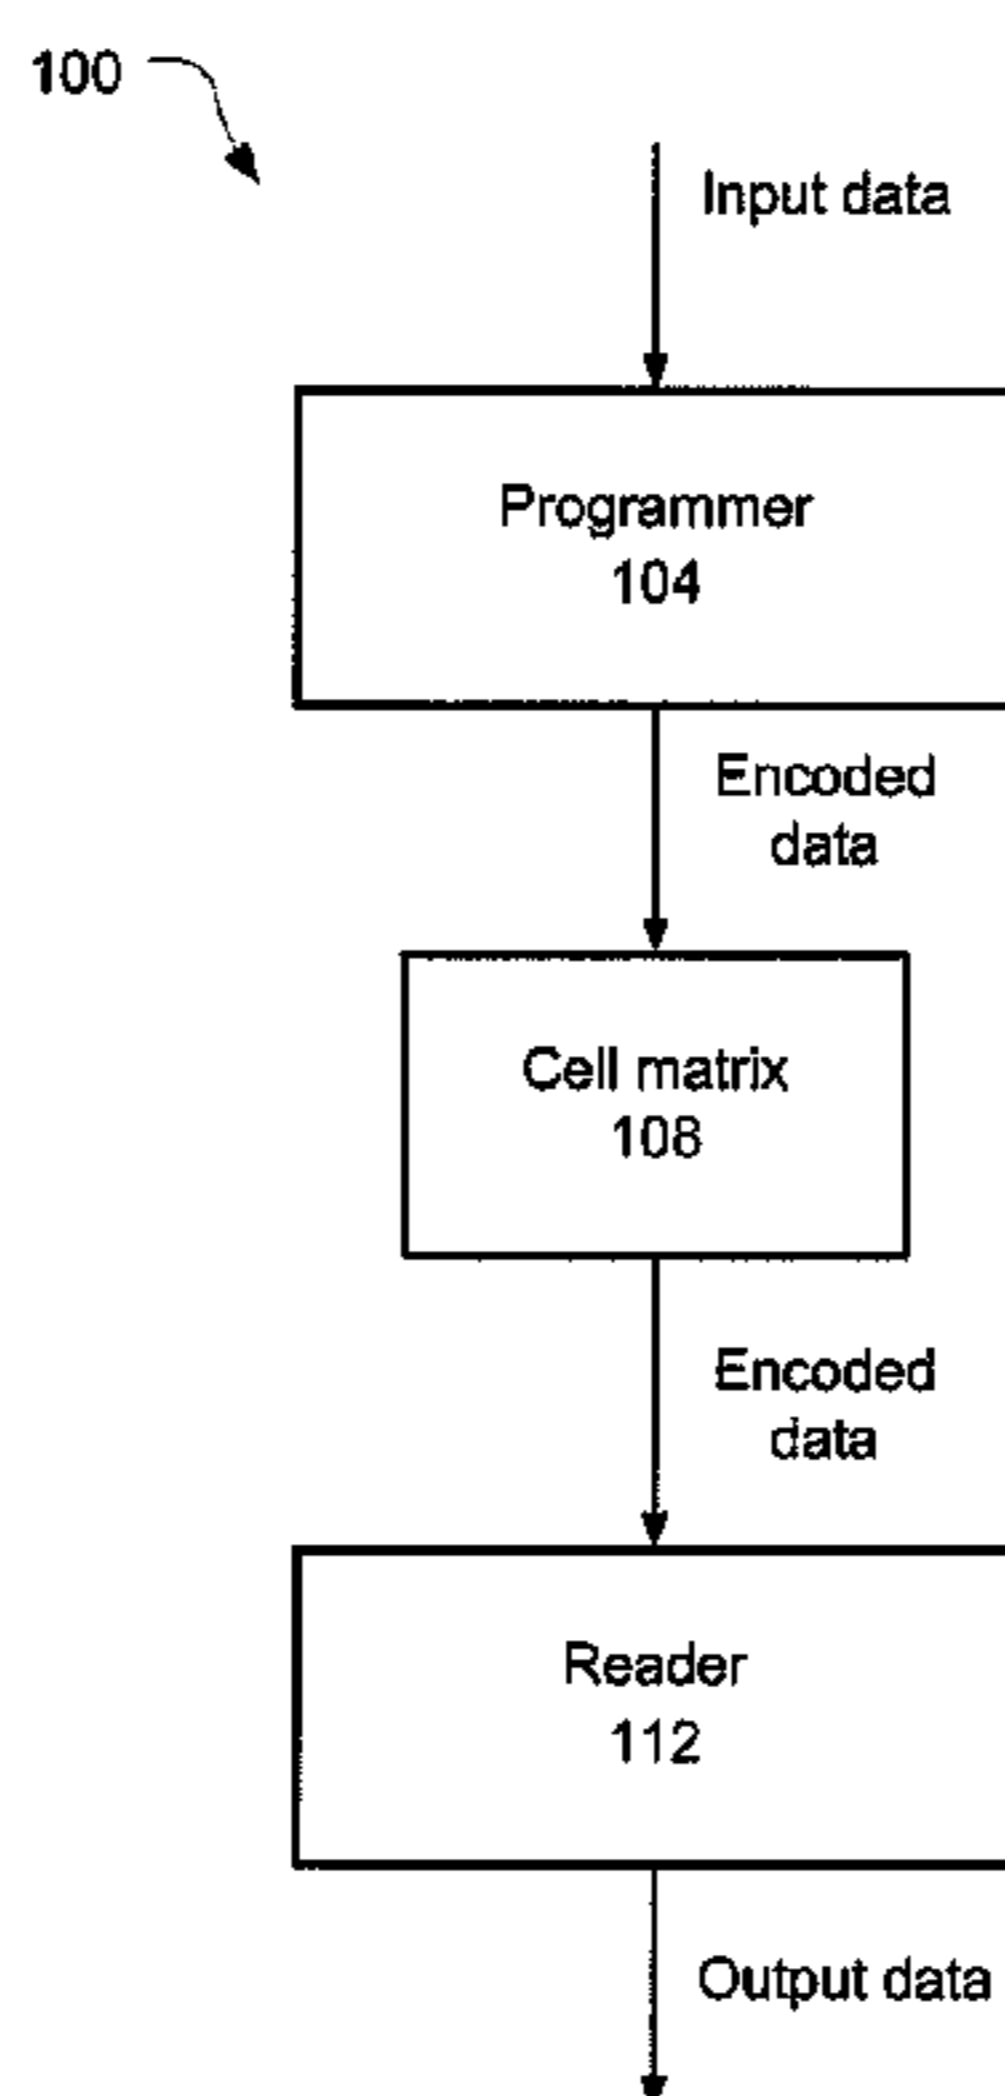 100
Input data
Programmer
104
Encoded
data
Cell matrix
108
Encoded
data
Reader
112
Output data